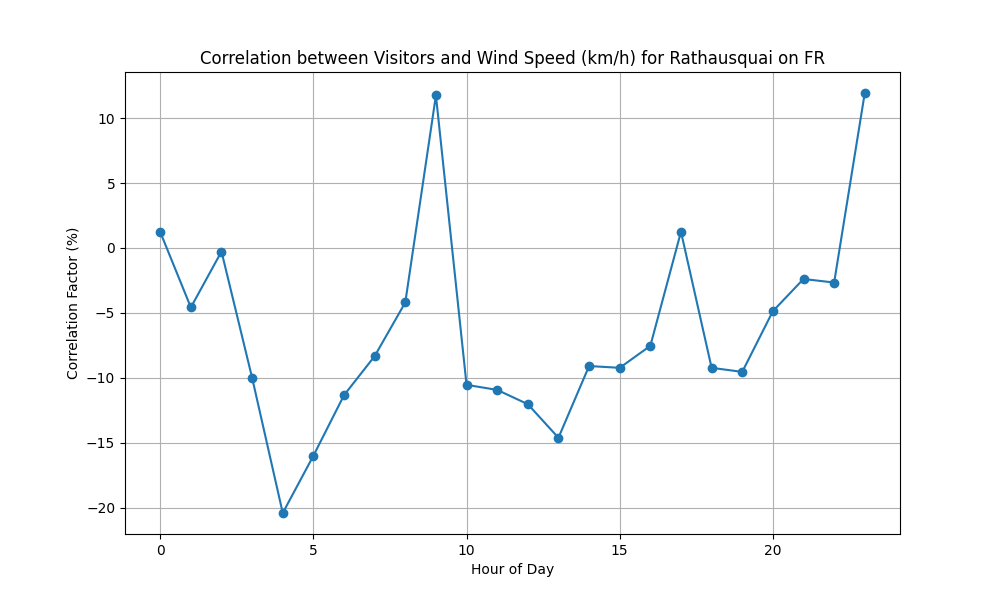 Correlation between Visitors and Wind Speed (km/h) for Rathausquai on FR
Correlation Factor (%)
10
5
0
−5
−10
−15
−20
0 5 10 15 20
Hour of Day